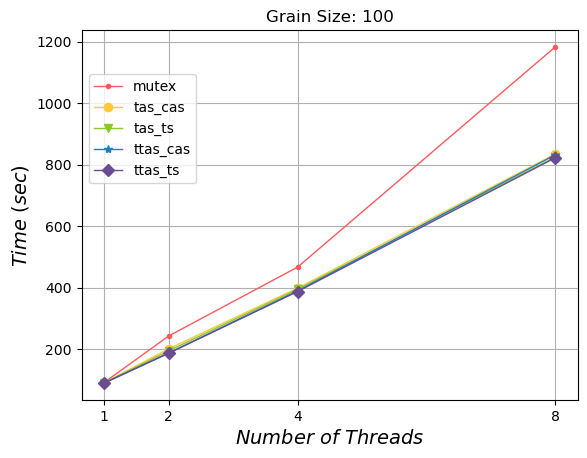 Grain Size: 100
1200
1000
800
600
400
200
Time (sec)
mutex
tas_cas
tas_ts
ttas_cas
ttas_ts
1 2 4 8
Number of Threads